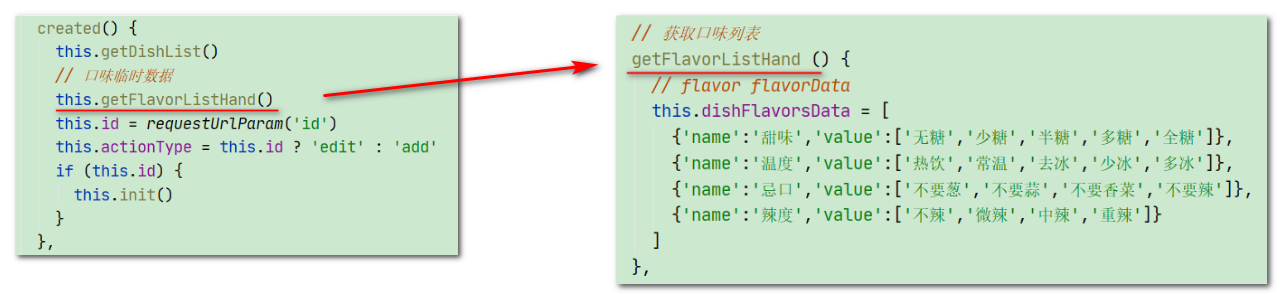 created() {
this.getDishList()
// 口味临时数据
this.getFlavorListHand()
this.id = requestUrlParam('id')
this.actionType = this.id ? 'edit' : 'add'
if (this.id) {
this.init()
}
},
// 获取口味列表
getFlavorListHand () {
// flavor flavorData
this.dishFlavorsData = [
{'name':'甜味','value':['无糖','少糖','半糖','多糖','全糖']},
{'name':'温度','value':['热饮','常温','去冰','少冰','多冰']},
{'name':'忌口','value':['不要葱','不要蒜','不要香菜','不要辣']},
{'name':'辣度','value':['不辣','微辣','中辣','重辣']}
]
},